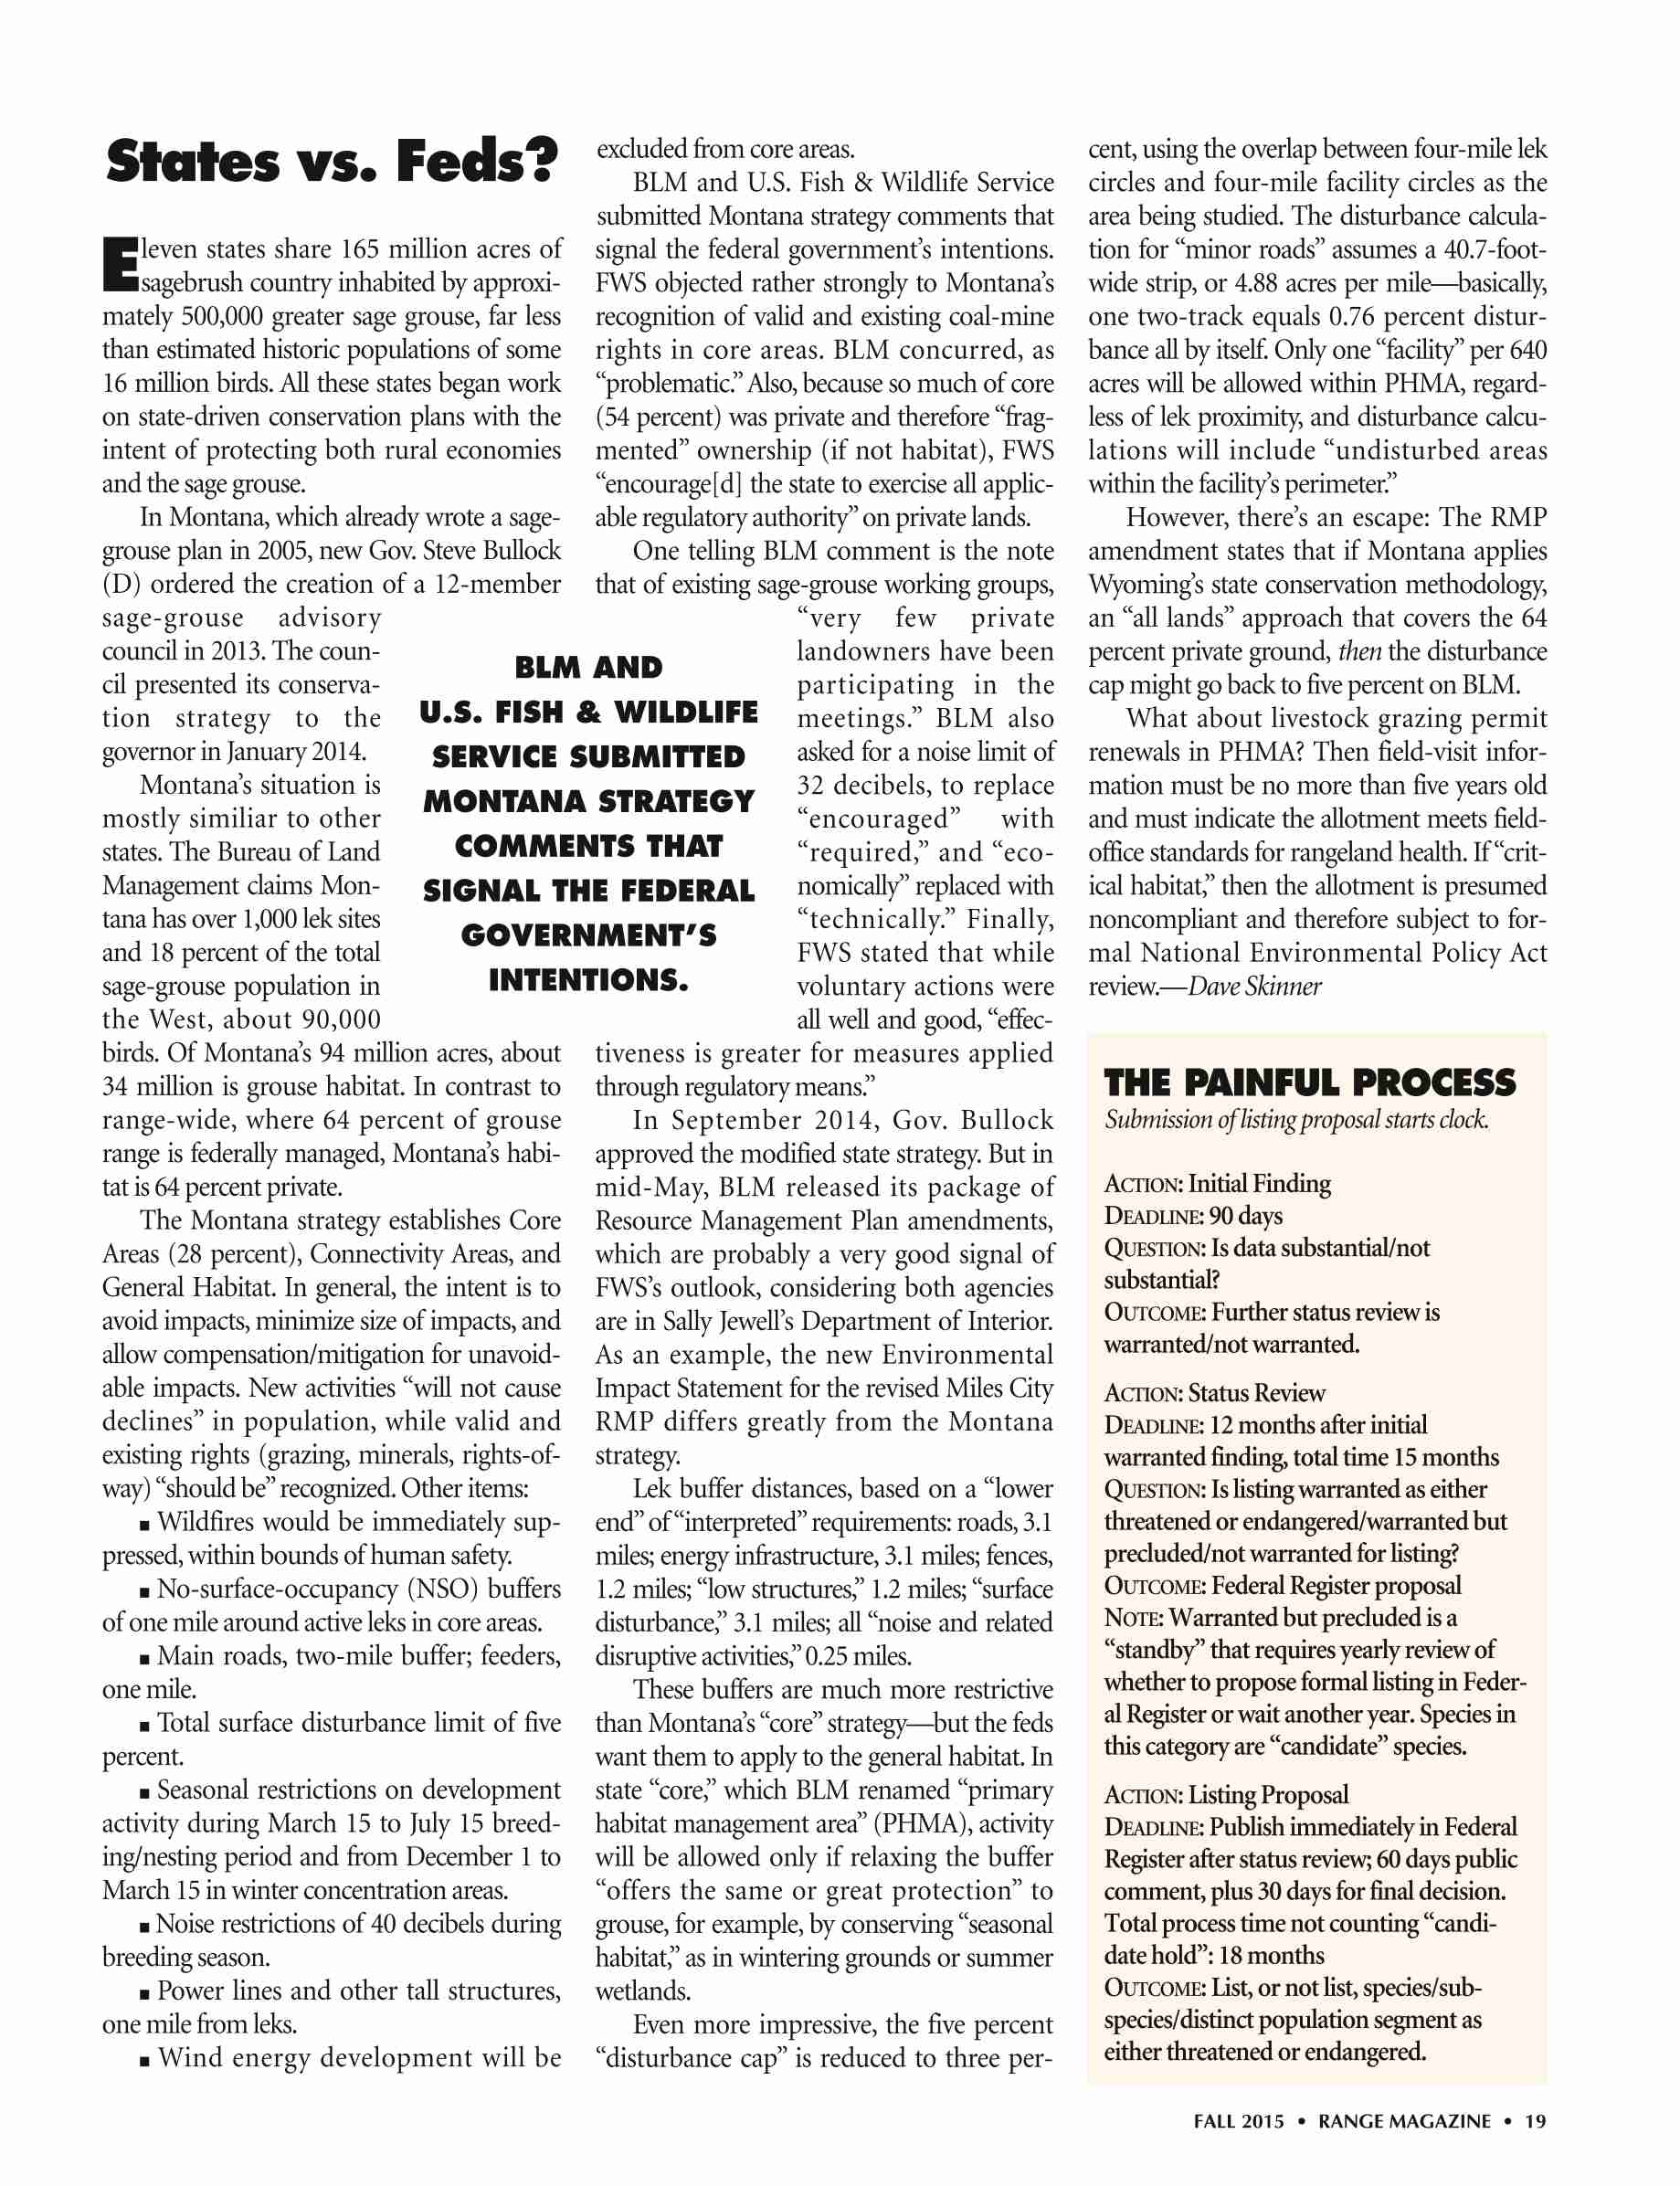 States vs. Feds?
Eleven states share 165 million acres of
sagebrush country inhabited by approxi-
mately 500,000 greater sage grouse, far less
than estimated historic populations of some
16 million birds. All these states began work
on state-driven conservation plans with the
intent of protecting both rural economies
and the sage grouse.
In Montana, which already wrote a sage-
grouse plan in 2005, new Gov. Steve Bullock
(D) ordered the creation of a 12-member
sage-grouse advisory
council in 2013. The coun-
cil presented its conserva-
tion strategy to the
governor in January 2014.
Montana’s situation is
mostly similiar to other
states. The Bureau of Land
Management claims Mon-
tana has over 1,000 lek sites
and 18 percent of the total
sage-grouse population in
the West, about 90,000
birds. Of Montana’s 94 million acres, about
34 million is grouse habitat. In contrast to
range-wide, where 64 percent of grouse
range is federally managed, Montana’s habi-
tat is 64 percent private.
The Montana strategy establishes Core
Areas (28 percent), Connectivity Areas, and
General Habitat. In general, the intent is to
avoid impacts, minimize size of impacts, and
allow compensation/mitigation for unavoid-
able impacts. New activities “will not cause
declines” in population, while valid and
existing rights (grazing, minerals, rights-of-
way) “should be” recognized. Other items:
■ Wildfires would be immediately sup-
pressed, within bounds of human safety.
■ No-surface-occupancy (NSO) buffers
of one mile around active leks in core areas.
■ Main roads, two-mile buffer; feeders,
one mile.
■ Total surface disturbance limit of five
percent.
■ Seasonal restrictions on development
activity during March 15 to July 15 breed-
ing/nesting period and from December 1 to
March 15 in winter concentration areas.
■ Noise restrictions of 40 decibels during
breeding season.
■ Power lines and other tall structures,
one mile from leks.
■ Wind energy development will be
excluded from core areas.
BLM and U.S. Fish & Wildlife Service
submitted Montana strategy comments that
signal the federal government’s intentions.
FWS objected rather strongly to Montana’s
recognition of valid and existing coal-mine
rights in core areas. BLM concurred, as
“problematic.” Also, because so much of core
(54 percent) was private and therefore “frag-
mented” ownership (if not habitat), FWS
“encourage[d] the state to exercise all applic-
able regulatory authority” on private lands.
One telling BLM comment is the note
that of existing sage-grouse working groups,
“very few private
landowners have been
participating in the
meetings.” BLM also
asked for a noise limit of
32 decibels, to replace
“encouraged” with
“required,” and “eco-
nomically” replaced with
“technically.” Finally,
FWS stated that while
voluntary actions were
all well and good, “effec-
tiveness is greater for measures applied
through regulatory means.”
In September 2014, Gov. Bullock
approved the modified state strategy. But in
mid-May, BLM released its package of
Resource Management Plan amendments,
which are probably a very good signal of
FWS’s outlook, considering both agencies
are in Sally Jewell’s Department of Interior.
As an example, the new Environmental
Impact Statement for the revised Miles City
RMP differs greatly from the Montana
strategy.
Lek buffer distances, based on a “lower
end” of “interpreted” requirements: roads, 3.1
miles; energy infrastructure, 3.1 miles; fences,
1.2 miles; “low structures,” 1.2 miles; “surface
disturbance,” 3.1 miles; all “noise and related
disruptive activities,” 0.25 miles.
These buffers are much more restrictive
than Montana’s “core” strategy—but the feds
want them to apply to the general habitat. In
state “core,” which BLM renamed “primary
habitat management area” (PHMA), activity
will be allowed only if relaxing the buffer
“offers the same or great protection” to
grouse, for example, by conserving “seasonal
habitat,” as in wintering grounds or summer
wetlands.
Even more impressive, the five percent
“disturbance cap” is reduced to three per-
BLM AND
U.S. FISH & WILDLIFE
SERVICE SUBMITTED
MONTANA STRATEGY
COMMENTS THAT
SIGNAL THE FEDERAL
GOVERNMENT’S
INTENTIONS.
cent, using the overlap between four-mile lek
circles and four-mile facility circles as the
area being studied. The disturbance calcula-
tion for “minor roads” assumes a 40.7-foot-
wide strip, or 4.88 acres per mile—basically,
one two-track equals 0.76 percent distur-
bance all by itself. Only one “facility” per 640
acres will be allowed within PHMA, regard-
less of lek proximity, and disturbance calcu-
lations will include “undisturbed areas
within the facility’s perimeter.”
However, there’s an escape: The RMP
amendment states that if Montana applies
Wyoming’s state conservation methodology,
an “all lands” approach that covers the 64
percent private ground, then the disturbance
cap might go back to five percent on BLM.
What about livestock grazing permit
renewals in PHMA? Then field-visit infor-
mation must be no more than five years old
and must indicate the allotment meets field-
office standards for rangeland health. If “crit-
ical habitat,” then the allotment is presumed
noncompliant and therefore subject to for-
mal National Environmental Policy Act
review.—Dave Skinner
THE PAINFUL PROCESS
Submission of listing proposal starts clock.
ACTION: Initial Finding
DEADLINE: 90 days
QUESTION: Is data substantial/not
substantial?
OUTCOME: Further status review is
warranted/not warranted.
ACTION: Status Review
DEADLINE: 12 months after initial
warranted finding, total time 15 months
QUESTION: Is listing warranted as either
threatened or endangered/warranted but
precluded/not warranted for listing?
OUTCOME: Federal Register proposal
NOTE: Warranted but precluded is a
“standby” that requires yearly review of
whether to propose formal listing in Feder-
al Register or wait another year. Species in
this category are “candidate” species.
ACTION: Listing Proposal
DEADLINE: Publish immediately in Federal
Register after status review; 60 days public
comment, plus 30 days for final decision.
Total process time not counting “candi-
date hold”: 18 months
OUTCOME: List, or not list, species/sub-
species/distinct population segment as
either threatened or endangered.
FALL 2015 • RANGE MAGAZINE • 19